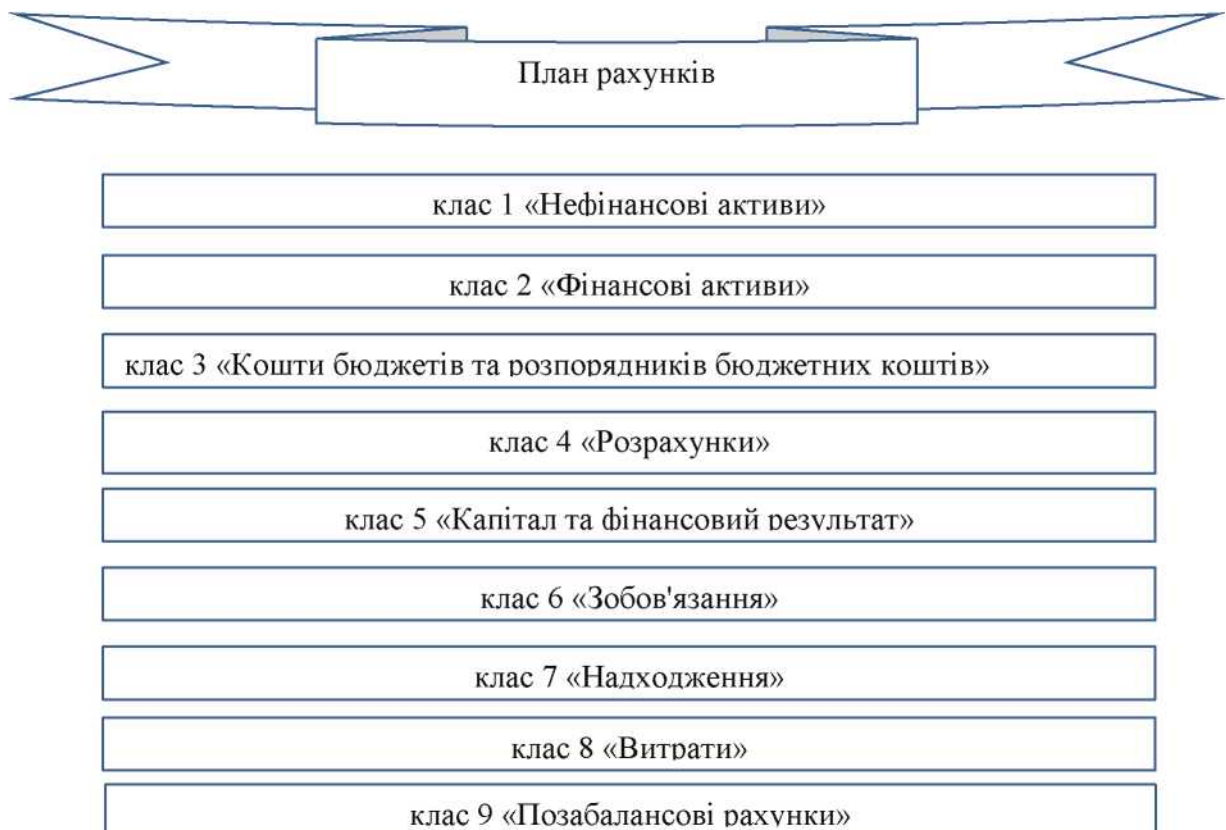 План рахунків
клас 1 «Нефінансові активи»
клас 2 «Фінансові активи»
клас 3 «Кошти бюджетів та розпорядників бюджетних коштів»
клас 4 «Розрахунки»
клас 5 «Капітал та фінансовий результат»
клас 6 «Зобов'язання»
клас 7 «Надходження»
клас 8 «Витрати»
клас 9 «Позабалансові рахунки»